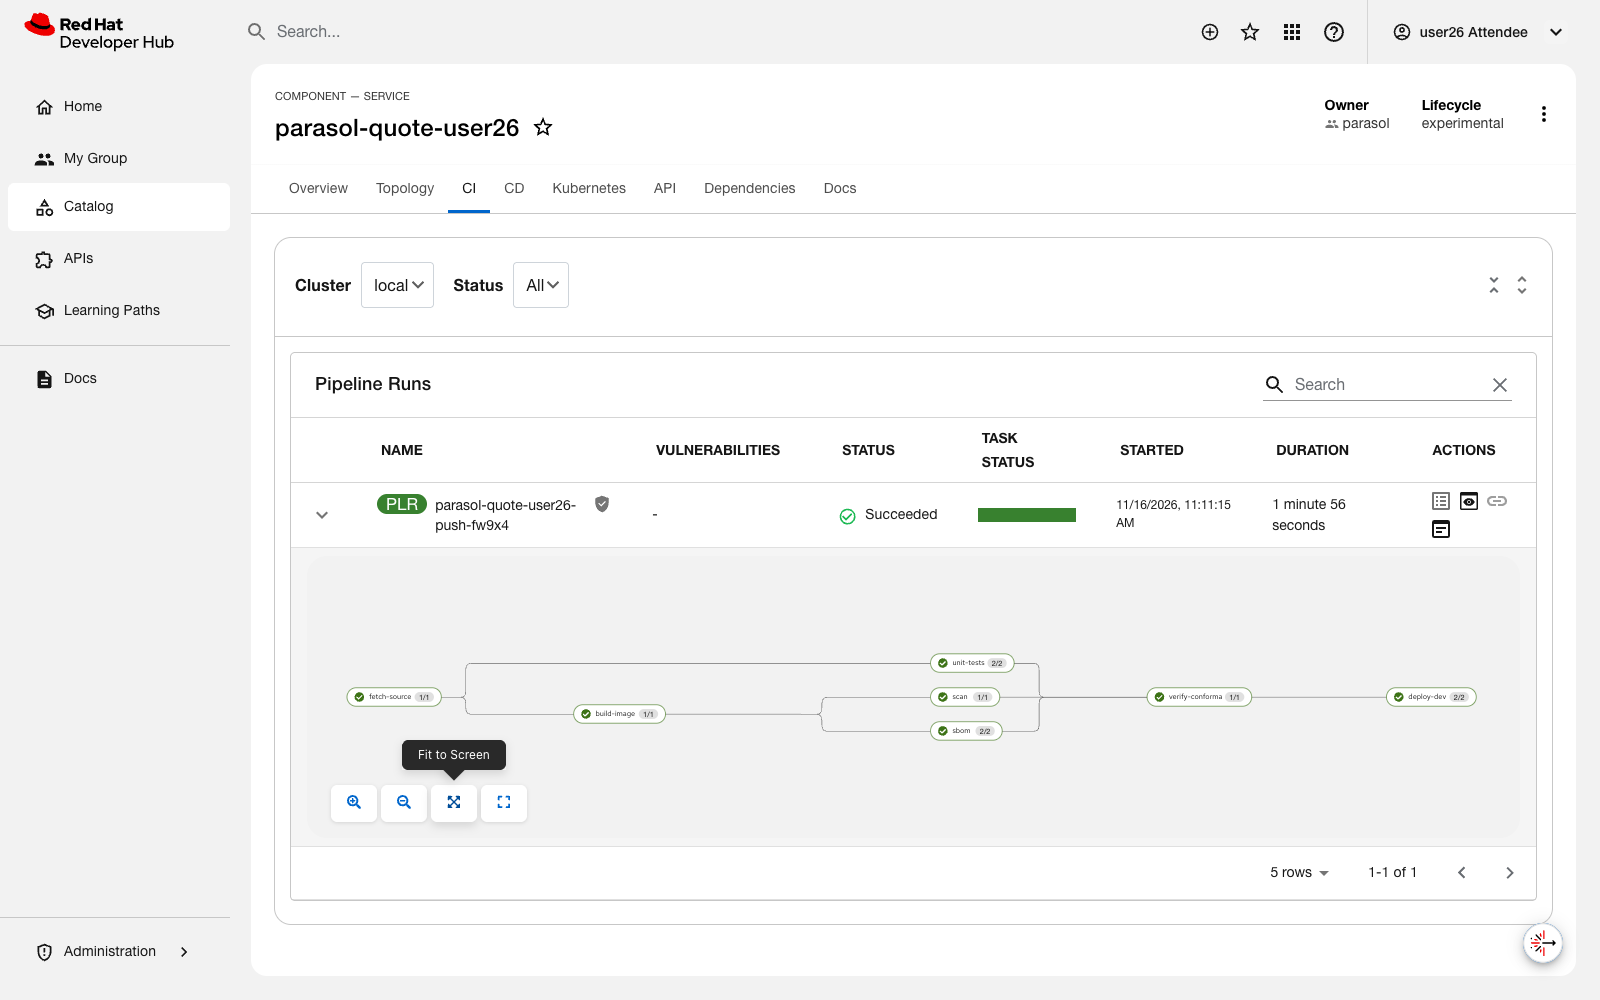 Red Hat
Developer Hub
Search...
user26 Attendee
Home
My Group
Catalog
APIs
Learning Paths
Docs
Administration
COMPONENT — SERVICE
parasol-quote-user26
Owner
parasol
Lifecycle
experimental
Overview
Topology
CI
CD
Kubernetes
API
Dependencies
Docs
Cluster
local
Status
All
Pipeline Runs
Search
NAME
VULNERABILITIES
STATUS
TASK
STATUS
STARTED
DURATION
ACTIONS
PLR
parasol-quote-user26-
push-fw9x4
-
Succeeded
11/16/2026, 11:11:15
AM
1 minute 56
seconds
fetch-source 1/1
build-image 1/1
unit-tests 2/2
scan 1/1
sbom 2/2
verify-conforma 1/1
deploy-dev 2/2
Fit to Screen
5 rows
1-1 of 1